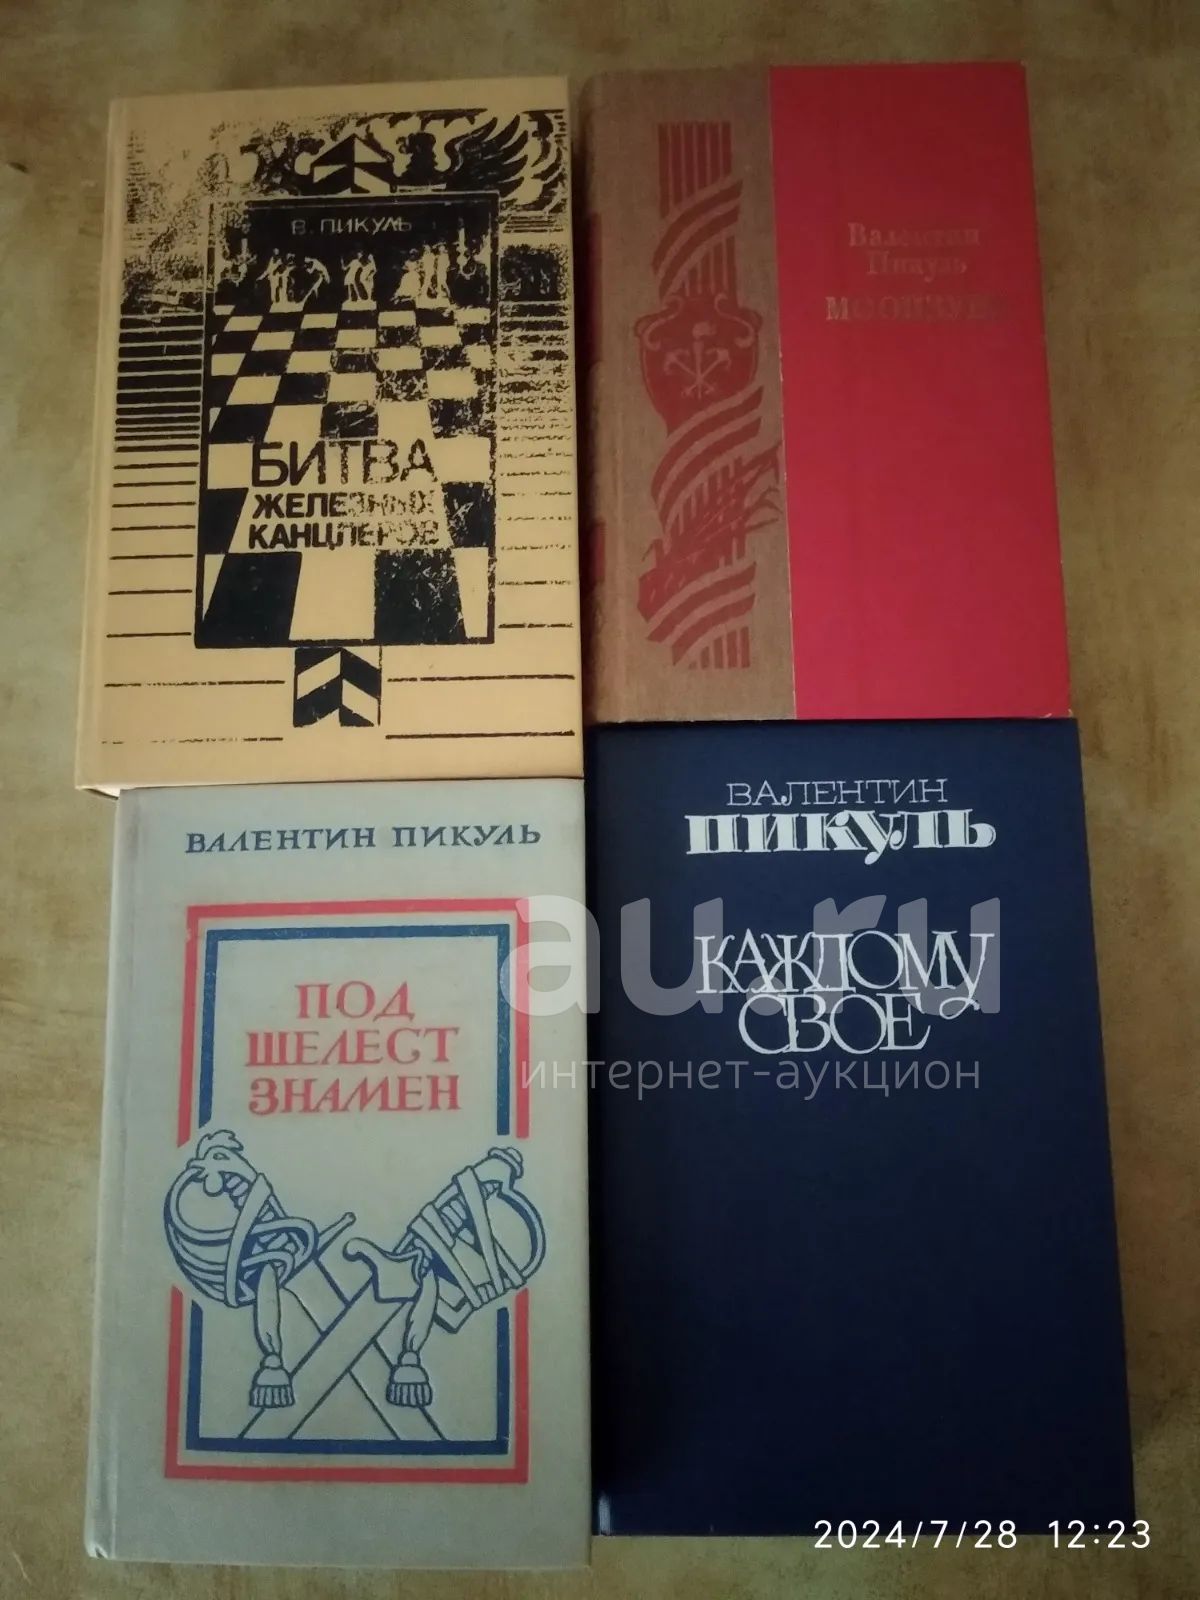 В. ПИКУЛЬ
БИТВА
ЖЕЛЕЗНЫХ
КАНЦЛЕРОВ
Валентин
Пикуль
МООНЗУНД
ВАЛЕНТИН ПИКУЛЬ
ПОД
ШЕЛЕСТ
ЗНАМЕН
ВАЛЕНТИН
ПИКУЛЬ
КАЖДОМУ
СВОЕ
au.ru
интернет-аукцион
2024/7/28 12:23